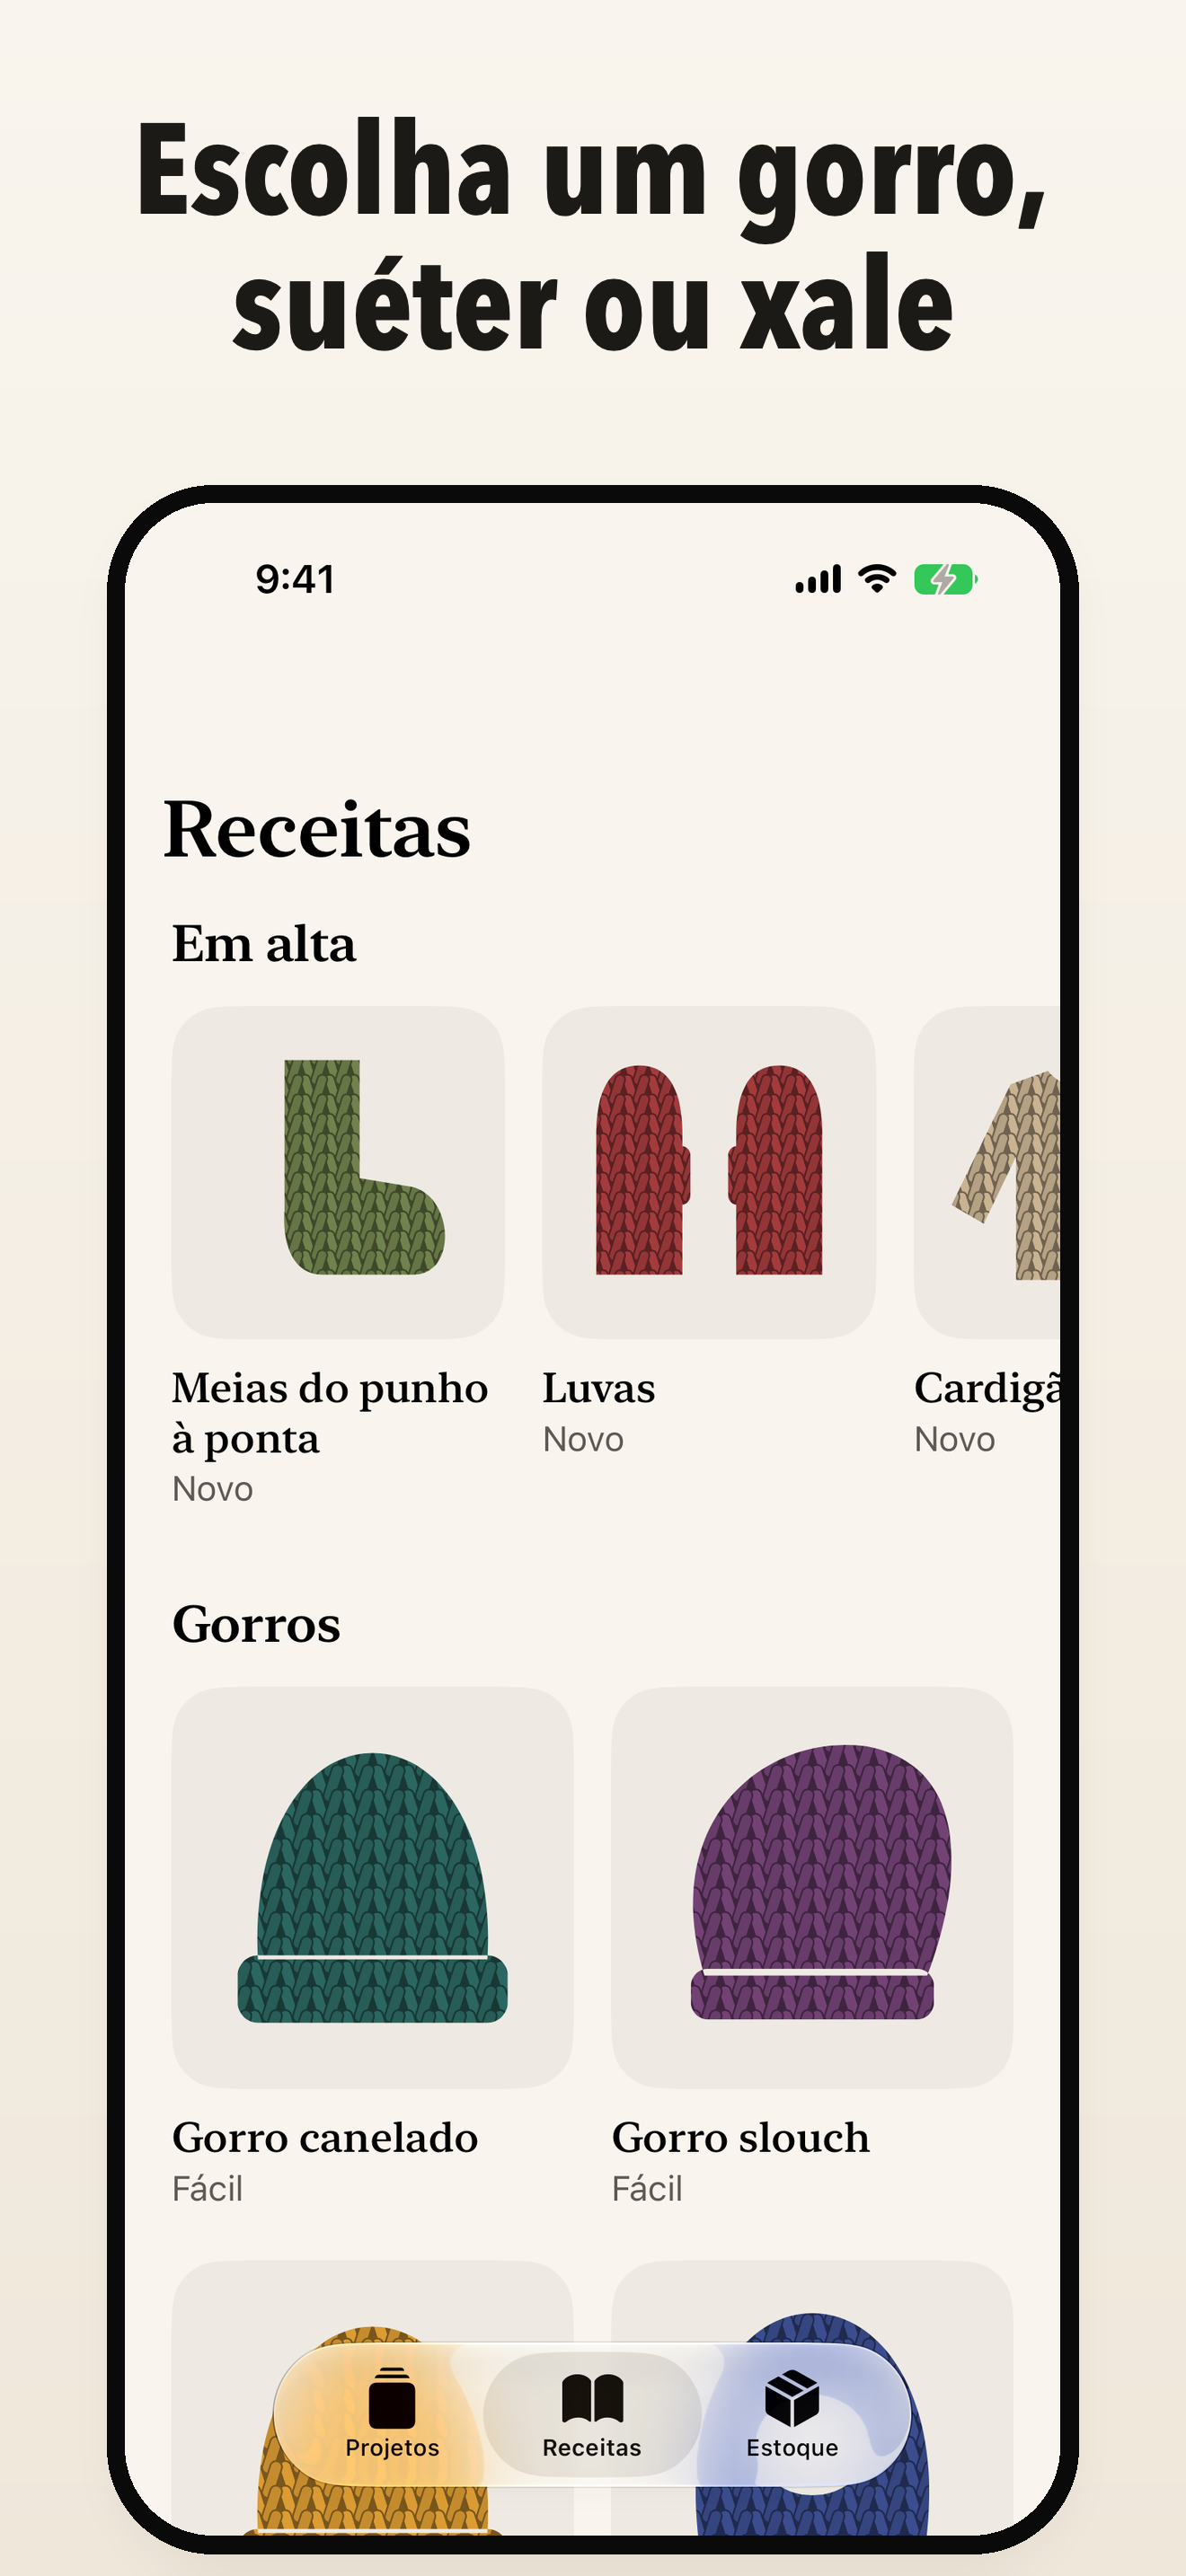 Escolha um gorro,
suéter ou xale
9:41
Receitas
Em alta
Meias do punho
à ponta
Novo
Luvas
Novo
Cardigã
Novo
Gorros
Gorro canelado
Fácil
Gorro slouch
Fácil
Projetos
Receitas
Estoque